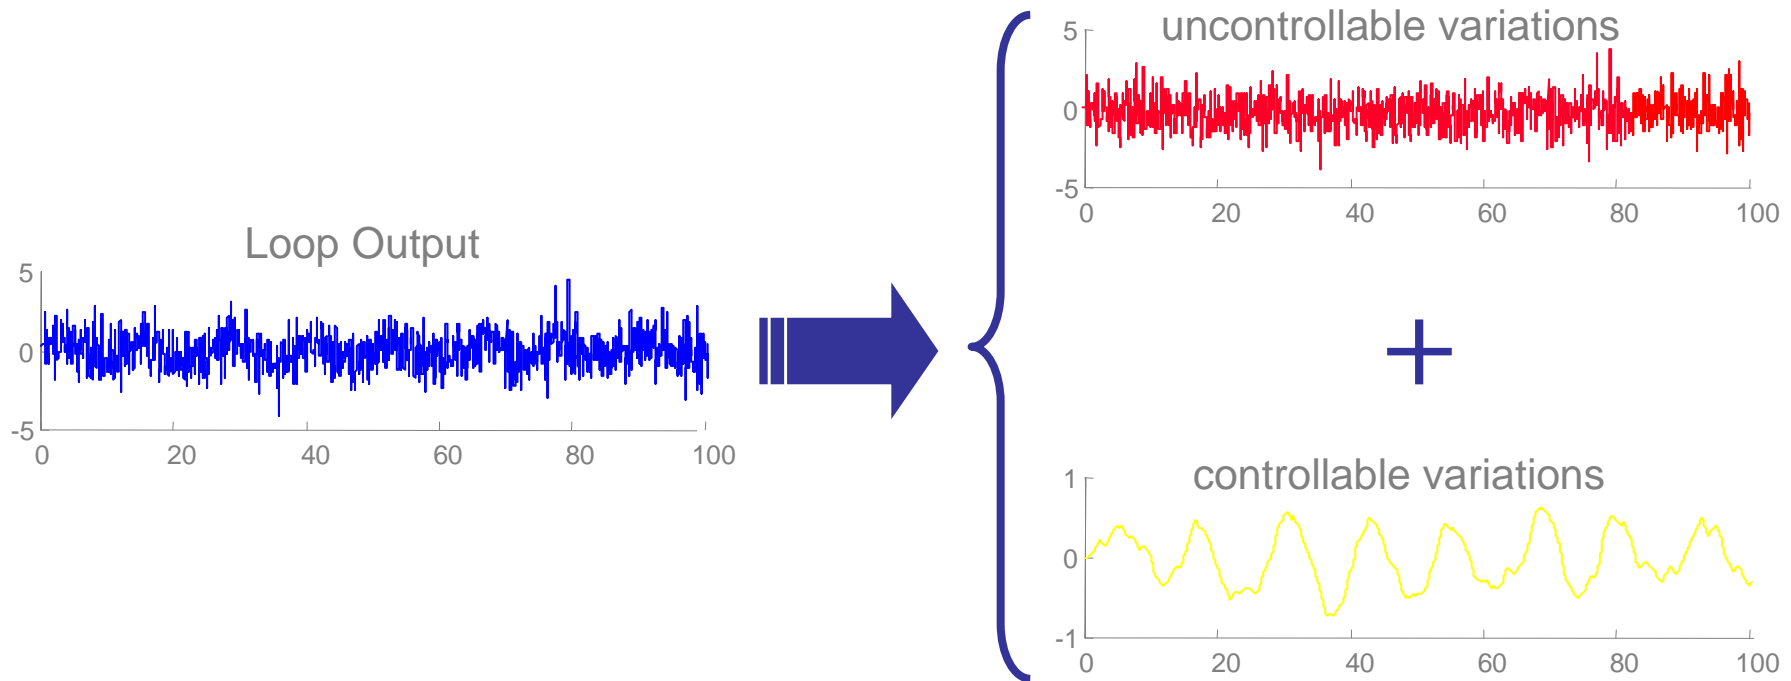 Loop Output
5
0
-5
0 20 40 60 80 100
uncontrollable variations
5
0
-5
0 20 40 60 80 100
+
controllable variations
1
0
-1
0 20 40 60 80 100